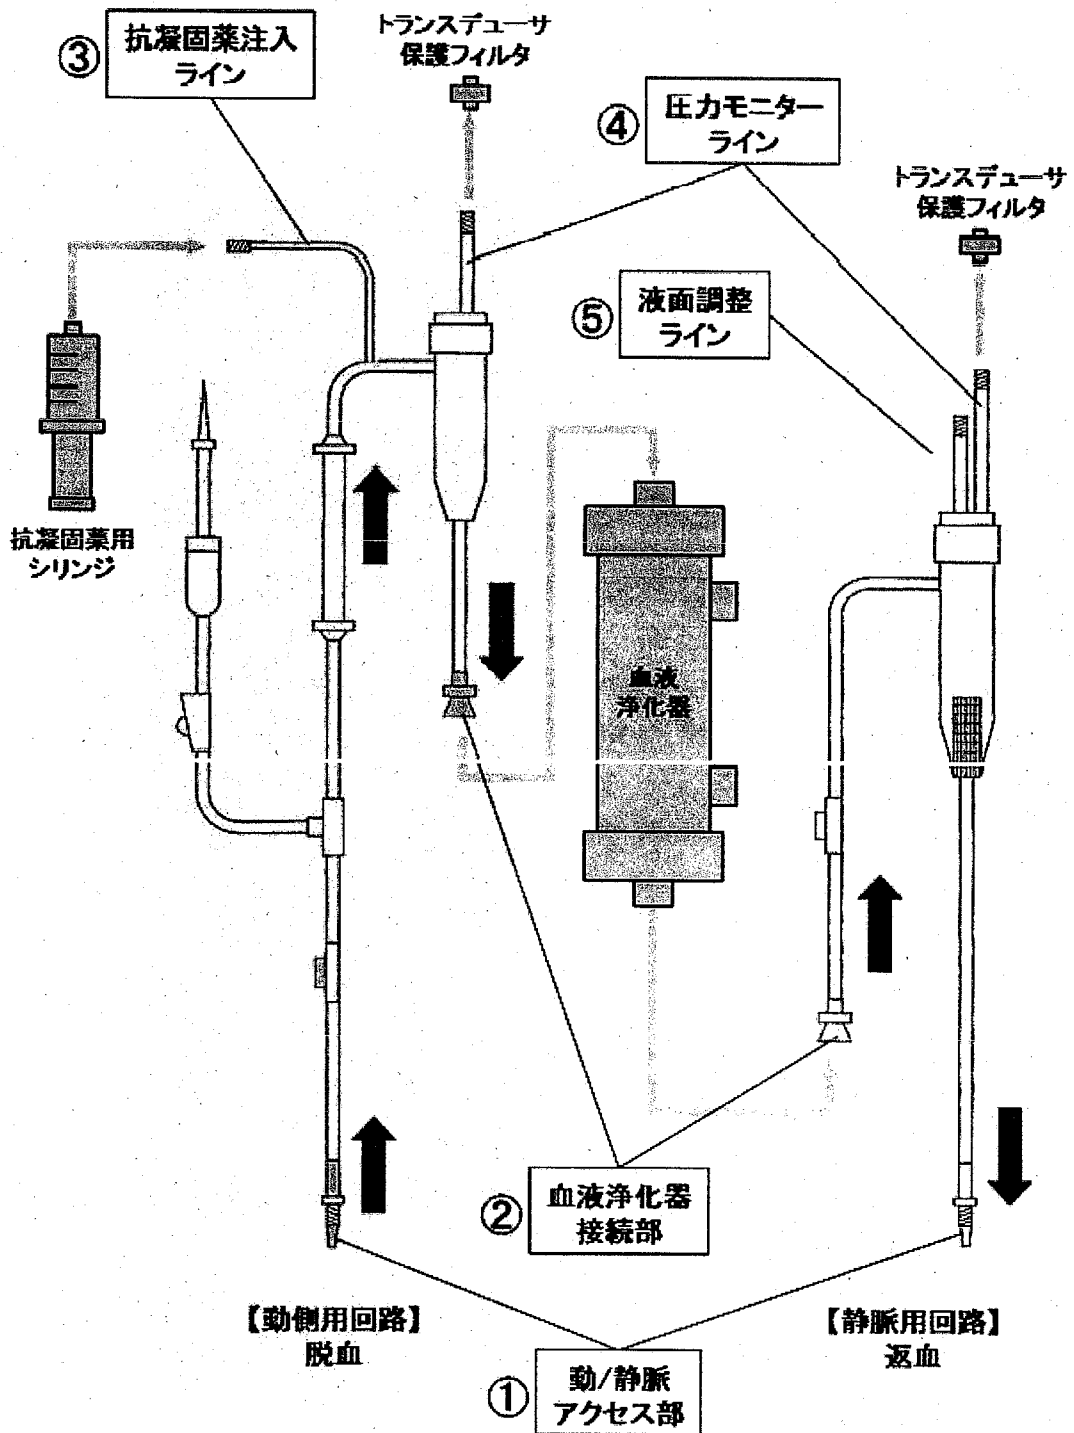 ③
抗凝固薬注入
ライン
トランスデューサ
保護フィルタ
④
圧力モニター
ライン
トランスデューサ
保護フィルタ
⑤
液面調整
ライン
抗凝固薬用
シリンジ
血液
浄化器
②
血液浄化器
接続部
【動側用回路】
脱血
【静脈用回路】
返血
①
動/静脈
アクセス部